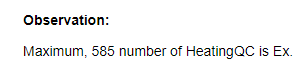 Observation:
Maximum, 585 number of HeatingQC is Ex.